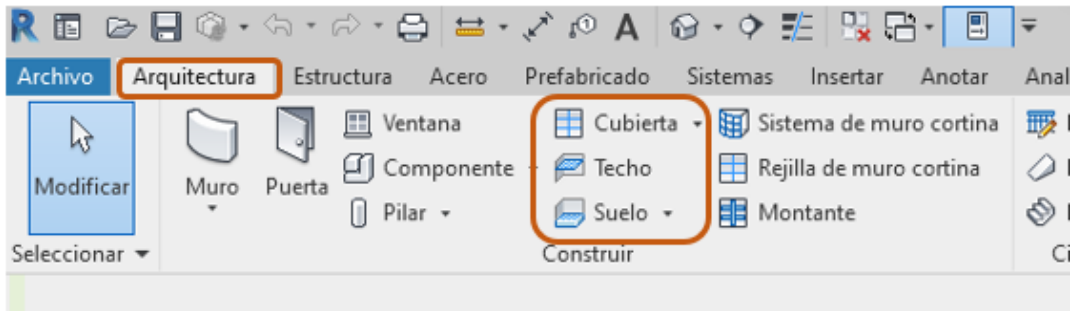 Archivo Arquitectura Estructura Acero Prefabricado Sistemas Insertar Anotar
Modificar
Muro
Puerta
Ventana
Componente
Pilar
Cubierta
Techo
Suelo
Sistema de muro cortina
Rejilla de muro cortina
Montante
Seleccionar
Construir